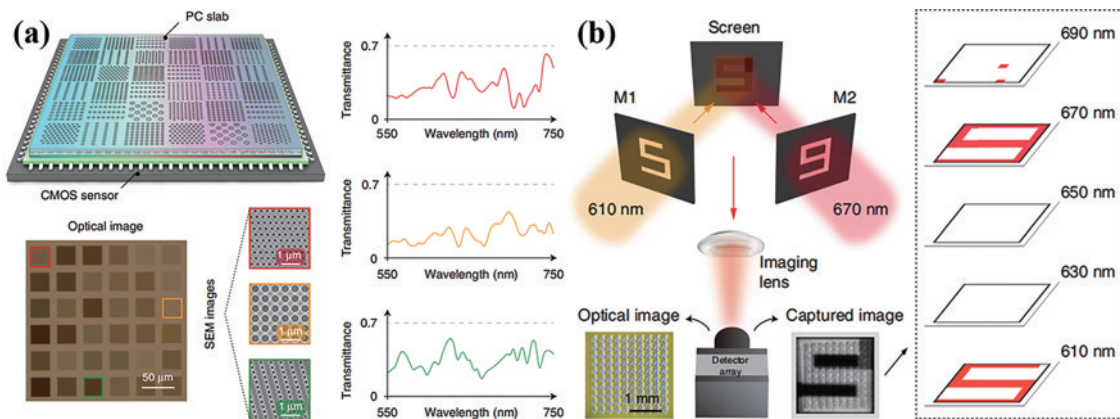 (a)
PC slab
CMOS sensor
Optical image
50 μm
SEM images
1 μm
1 μm
1 μm
0.7
Transmittance
0
550
Wavelength (nm)
750
0.7
Transmittance
0
550
Wavelength (nm)
750
0.7
Transmittance
0
550
Wavelength (nm)
750
(b)
Screen
M1
M2
5
9
610 nm
670 nm
Imaging
lens
Optical image
Captured image
1 mm
Detector
array
690 nm
670 nm
650 nm
630 nm
610 nm